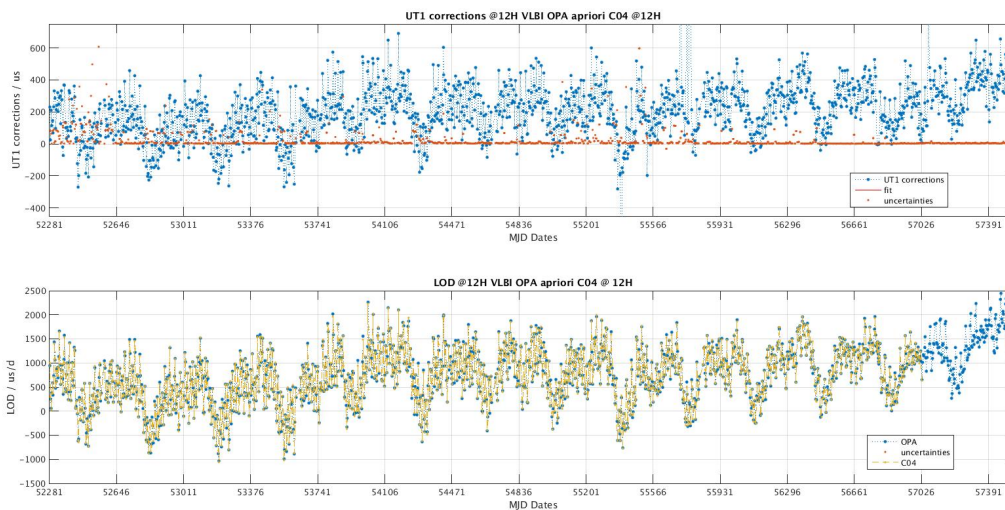 UT1 corrections @12H VLBI OPA apriori C04 @12H
UT1 corrections / us
600
400
200
0
−200
−400
52281 52646 53011 53376 53741 54106 54471 54836 55201 55566 55931 56296 56661 57026 57391
MJD Dates
UT1 corrections
fit
uncertainties
LOD @12H VLBI OPA apriori C04 @ 12H
LOD / us/d
2500
2000
1500
1000
500
0
−500
−1000
−1500
52281 52646 53011 53376 53741 54106 54471 54836 55201 55566 55931 56296 56661 57026 57391
MJD Dates
OPA
uncertainties
C04